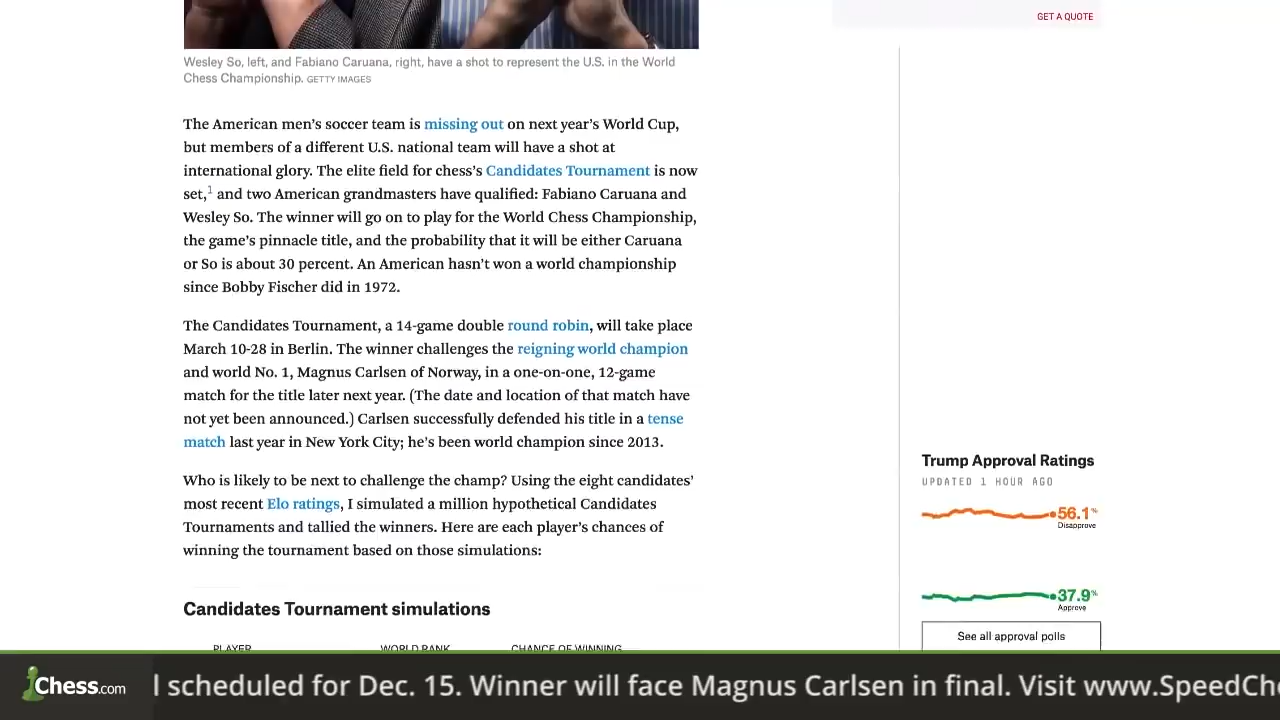 GET A QUOTE
Wesley So, left, and Fabiano Caruana, right, have a shot to represent the U.S. in the World
Chess Championship. GETTY IMAGES
The American men's soccer team is missing out on next year's World Cup,
but members of a different U.S. national team will have a shot at
international glory. The elite field for chess's Candidates Tournament is now
set,1 and two American grandmasters have qualified: Fabiano Caruana and
Wesley So. The winner will go on to play for the World Chess Championship,
the game's pinnacle title, and the probability that it will be either Caruana
or So is about 30 percent. An American hasn't won a world championship
since Bobby Fischer did in 1972.
The Candidates Tournament, a 14-game double round robin, will take place
March 10-28 in Berlin. The winner challenges the reigning world champion
and world No. 1, Magnus Carlsen of Norway, in a one-on-one, 12-game
match for the title later next year. (The date and location of that match have
not yet been announced.) Carlsen successfully defended his title in a tense
match last year in New York City; he's been world champion since 2013.
Who is likely to be next to challenge the champ? Using the eight candidates'
most recent Elo ratings, I simulated a million hypothetical Candidates
Tournaments and tallied the winners. Here are each player's chances of
winning the tournament based on those simulations:
Candidates Tournament simulations
PLAYER WORLD RANK CHANCE OF WINNING
Trump Approval Ratings
UPDATED 1 HOUR AGO
56.1%
Disapprove
37.9%
Approve
See all approval polls
Chess.com
l scheduled for Dec. 15. Winner will face Magnus Carlsen in final. Visit www.SpeedChe